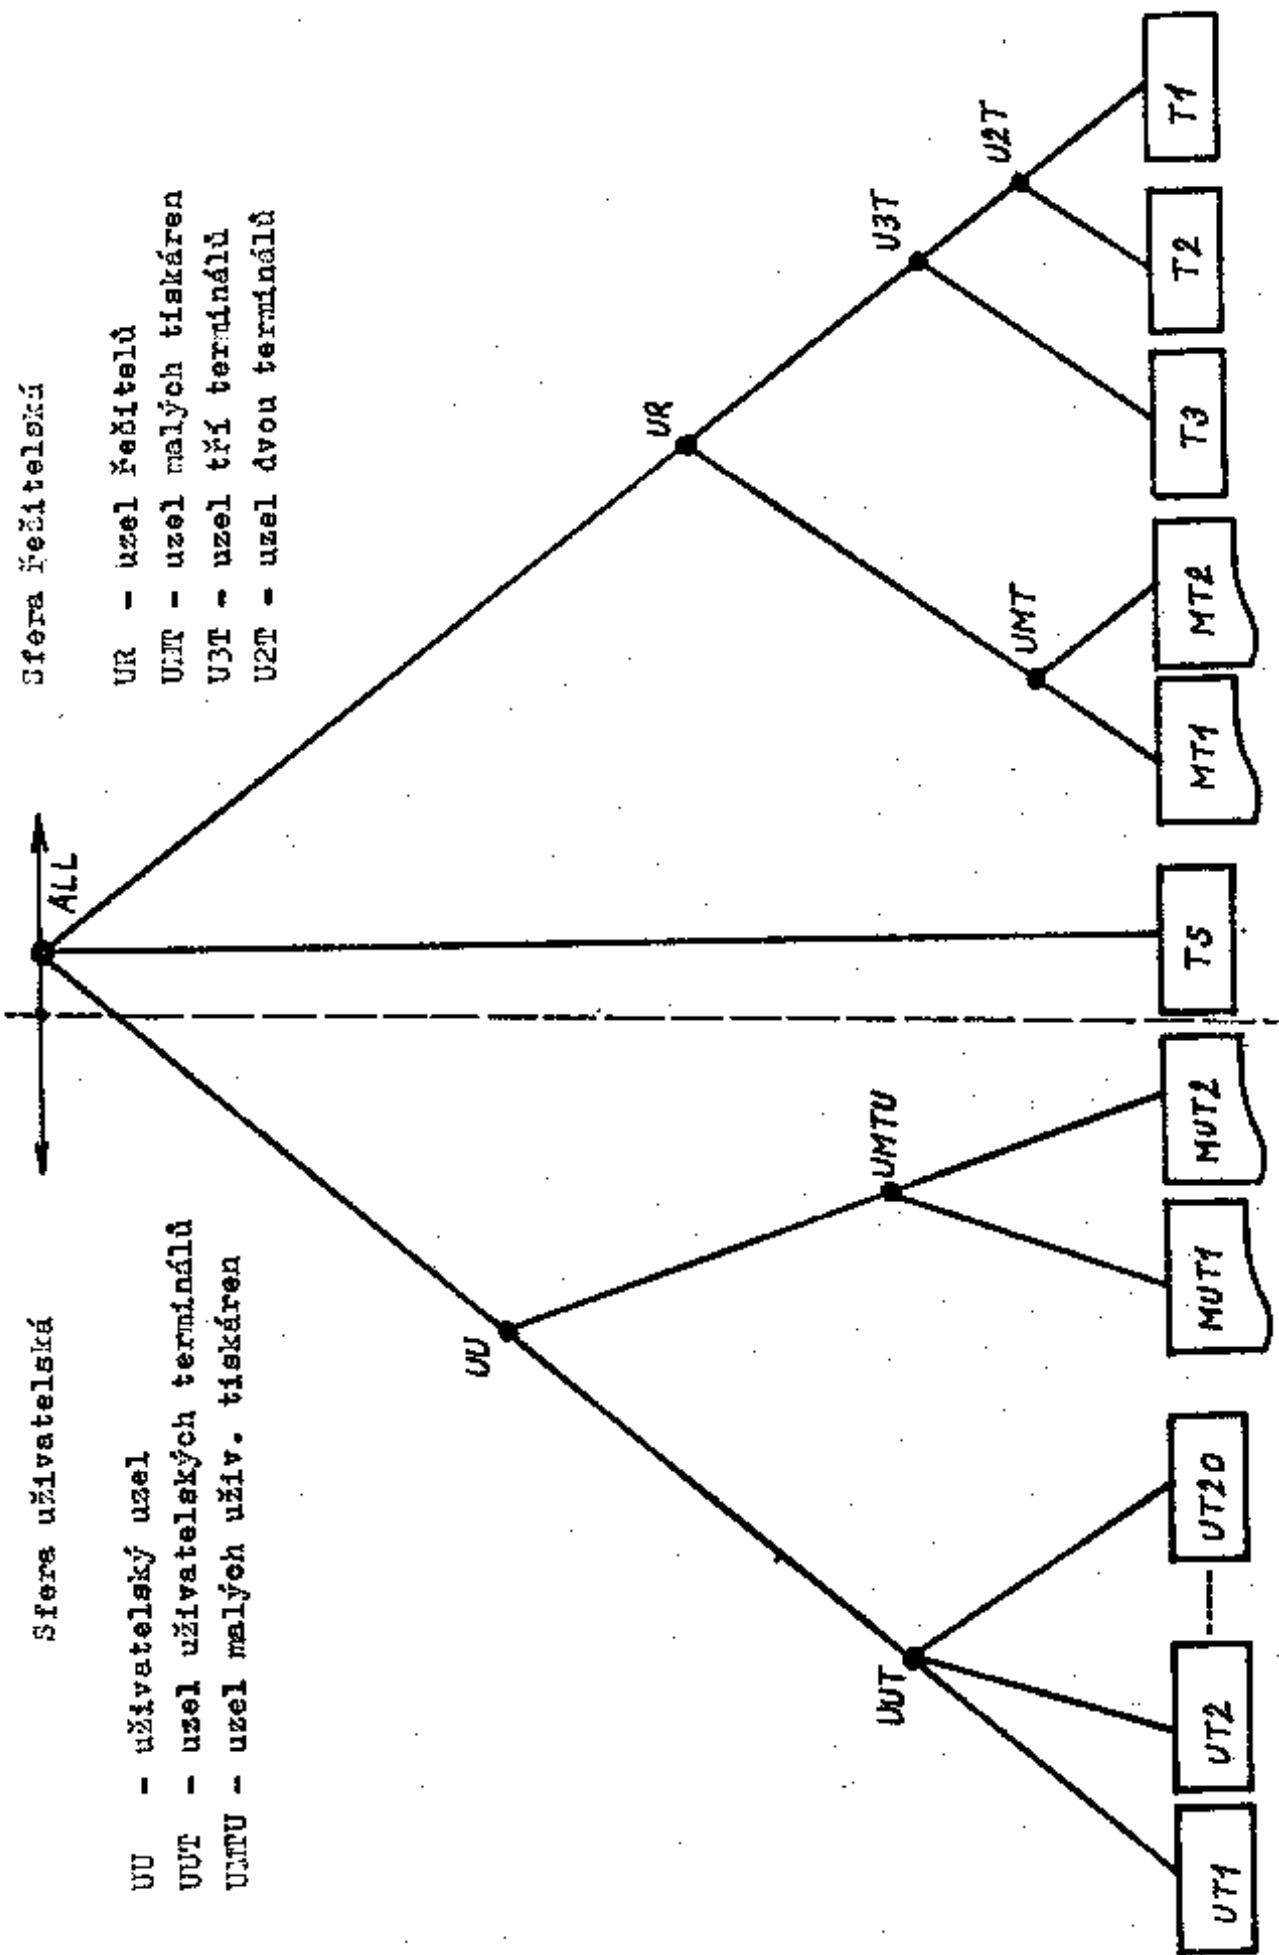 Sféra uživatelská
UU - uživatelský uzel
UUT - uzel uživatelských terminálů
UMTU - uzel malých uživ. tiskáren
Sféra řešitelská
UR - uzel řešitelů
UMT - uzel malých tiskáren
U3T - uzel tří terminálů
U2T - uzel dvou terminálů
ALL
UU
UR
UUT
UMTU
UMT
U3T
U2T
UT1
UT2
UT20
MUT1
MUT2
T5
MT1
MT2
T3
T2
T1